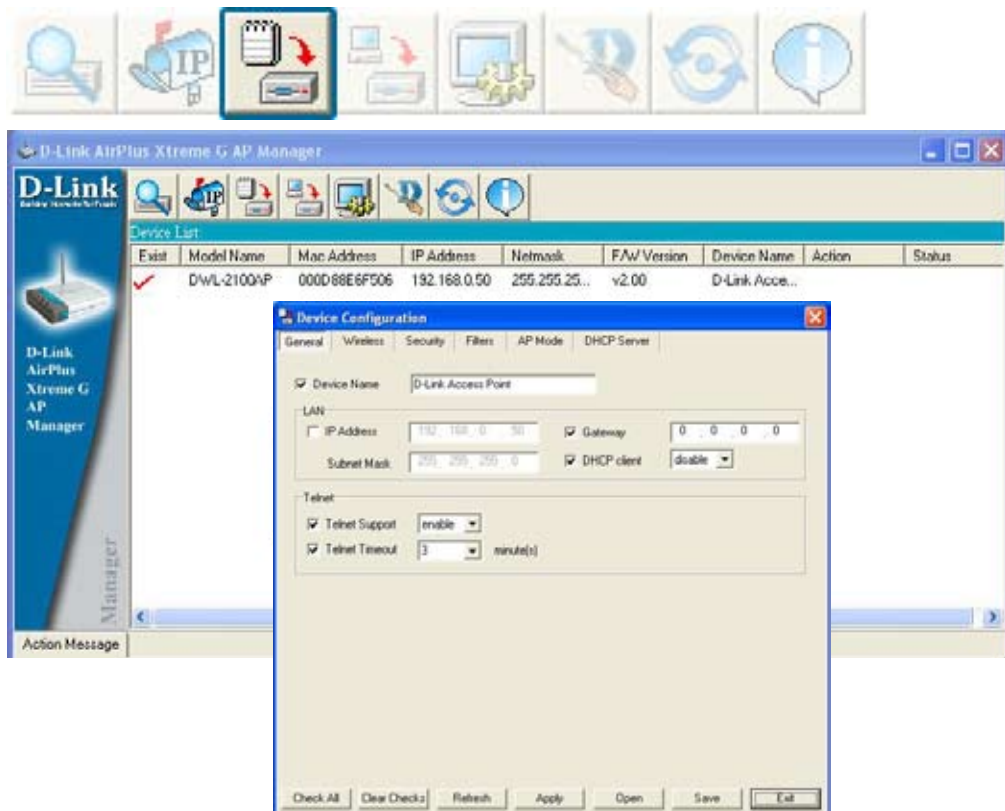 IP
D-Link AirPlus Xtreme G AP Manager
D-Link
Building Networks for People
IP
Device List
Exist Model Name Mac Address IP Address Netmask F/W Version Device Name Action Status
DWL-2100AP 000D88E6F506 192.168.0.50 255.255.25... v2.00 D-Link Acce...
D-Link
AirPlus
Xtreme G
AP
Manager
Manager
Action Message
Device Configuration
General Wireless Security Filters AP Mode DHCP Server
Device Name D-Link Access Point
LAN
IP Address 192 . 168 . 0 . 50 Gateway 0 . 0 . 0 . 0
Subnet Mask 255 . 255 . 255 . 0 DHCP client disable
Telnet
Telnet Support enable
Telnet Timeout 3 minute(s)
Check All Clear Checks Refresh Apply Open Save Exit